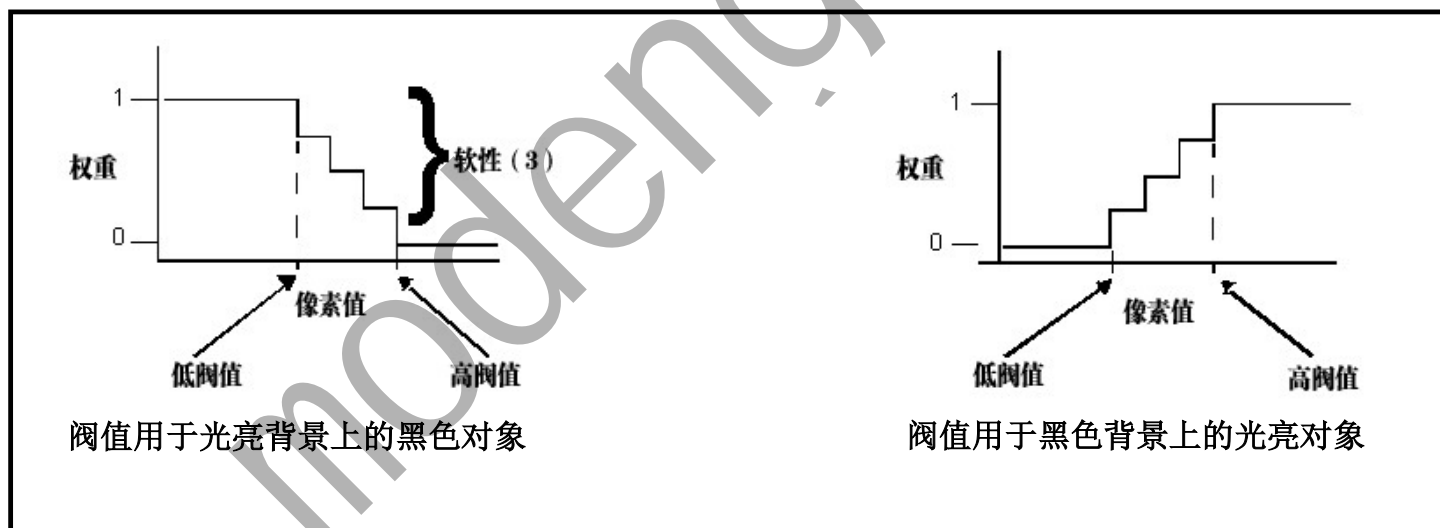 1
权重
0
软性（3）
像素值
低阀值
高阀值
阀值用于光亮背景上的黑色对象
1
权重
0
像素值
低阀值
高阀值
阀值用于黑色背景上的光亮对象
modenq